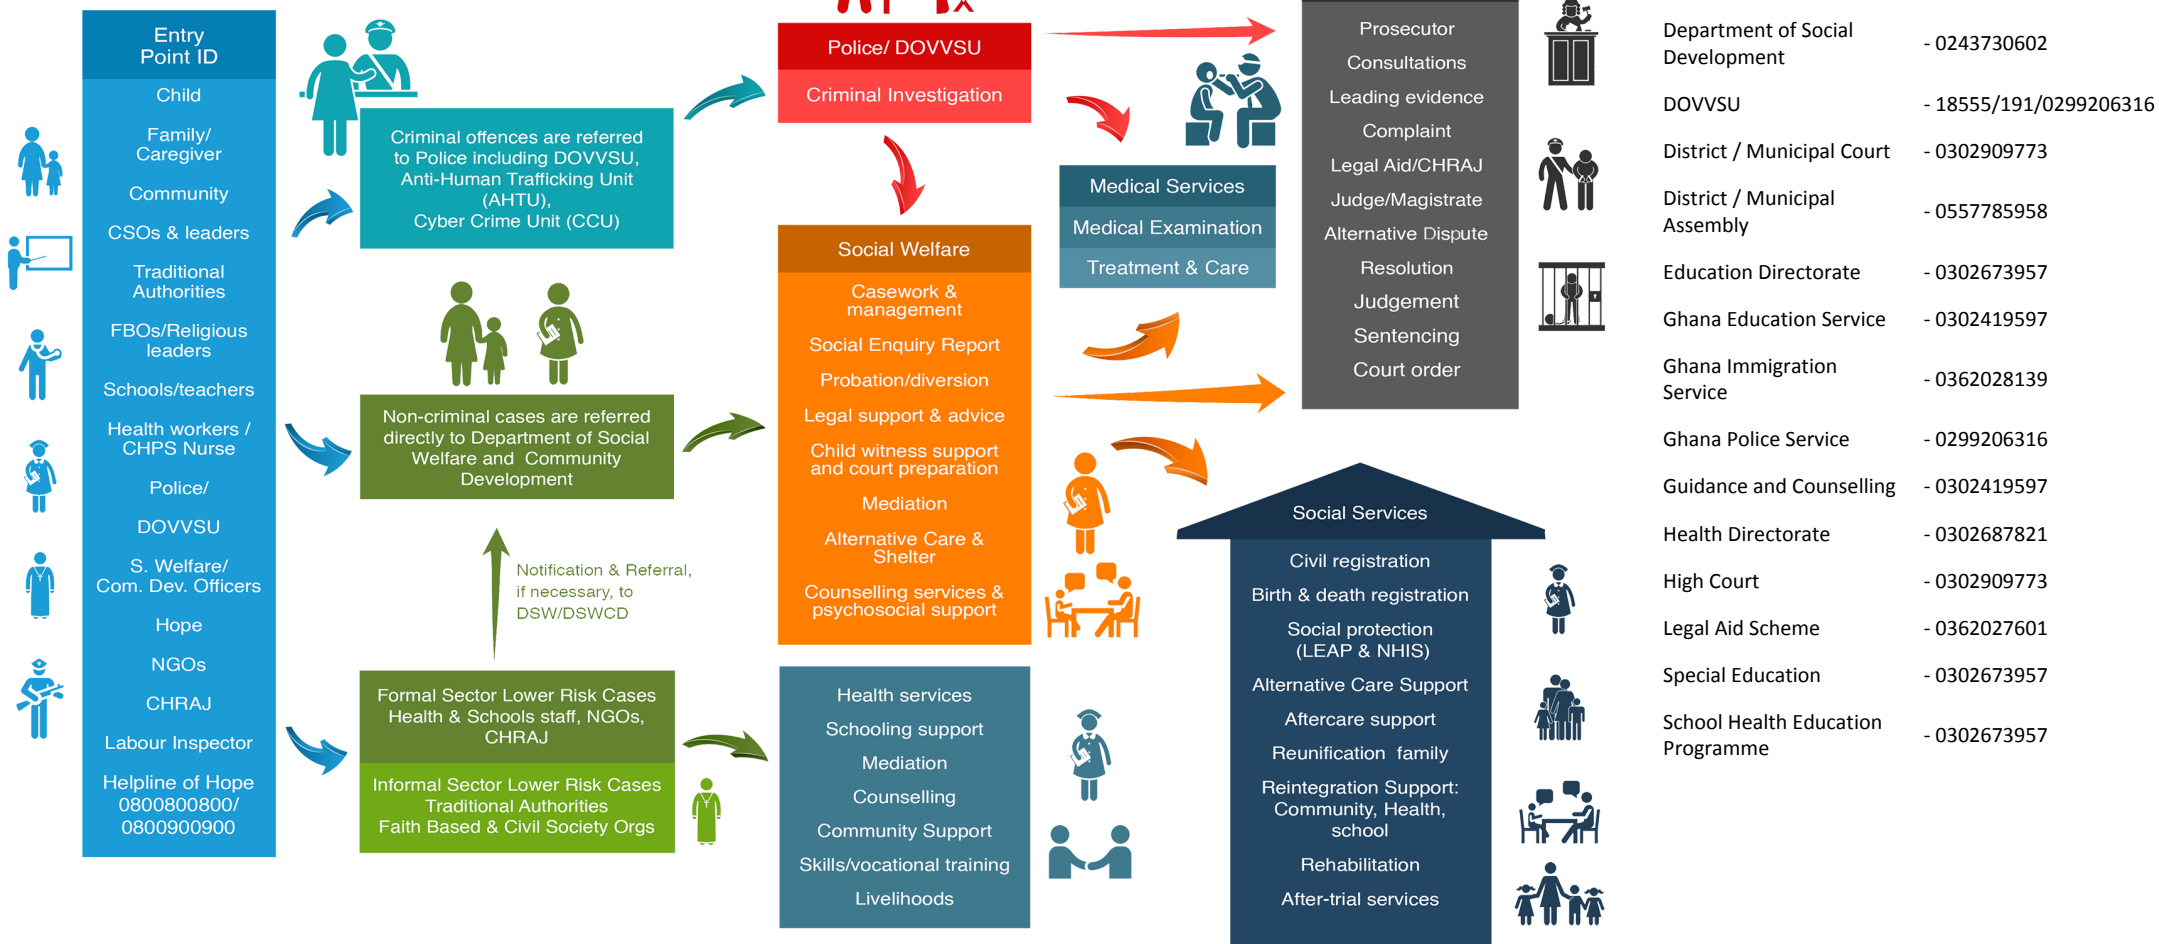 Entry
Point ID
Child
Family/
Caregiver
Community
CSOs & leaders
Traditional
Authorities
FBOs/Religious
leaders
Schools/teachers
Health workers /
CHPS Nurse
Police/
DOVVSU
S. Welfare/
Com. Dev. Officers
Hope
NGOs
CHRAJ
Labour Inspector
Helpline of Hope
0800800800/
0800900900
Criminal offences are referred
to Police including DOVVSU,
Anti-Human Trafficking Unit
(AHTU),
Cyber Crime Unit (CCU)
Non-criminal cases are referred
directly to Department of Social
Welfare and Community
Development
Notification & Referral,
if necessary, to
DSW/DSWCD
Formal Sector Lower Risk Cases
Health & Schools staff, NGOs,
CHRAJ
Informal Sector Lower Risk Cases
Traditional Authorities
Faith Based & Civil Society Orgs
Police/ DOVVSU
Criminal Investigation
Social Welfare
Casework &
management
Social Enquiry Report
Probation/diversion
Legal support & advice
Child witness support
and court preparation
Mediation
Alternative Care &
Shelter
Counselling services &
psychosocial support
Health services
Schooling support
Mediation
Counselling
Community Support
Skills/vocational training
Livelihoods
Medical Services
Medical Examination
Treatment & Care
Prosecutor
Consultations
Leading evidence
Complaint
Legal Aid/CHRAJ
Judge/Magistrate
Alternative Dispute
Resolution
Judgement
Sentencing
Court order
Social Services
Civil registration
Birth & death registration
Social protection
(LEAP & NHIS)
Alternative Care Support
Aftercare support
Reunification family
Reintegration Support:
Community, Health,
school
Rehabilitation
After-trial services
Department of Social
Development - 0243730602
DOVVSU - 18555/191/0299206316
District / Municipal Court - 0302909773
District / Municipal
Assembly - 0557785958
Education Directorate - 0302673957
Ghana Education Service - 0302419597
Ghana Immigration
Service - 0362028139
Ghana Police Service - 0299206316
Guidance and Counselling - 0302419597
Health Directorate - 0302687821
High Court - 0302909773
Legal Aid Scheme - 0362027601
Special Education - 0302673957
School Health Education
Programme - 0302673957